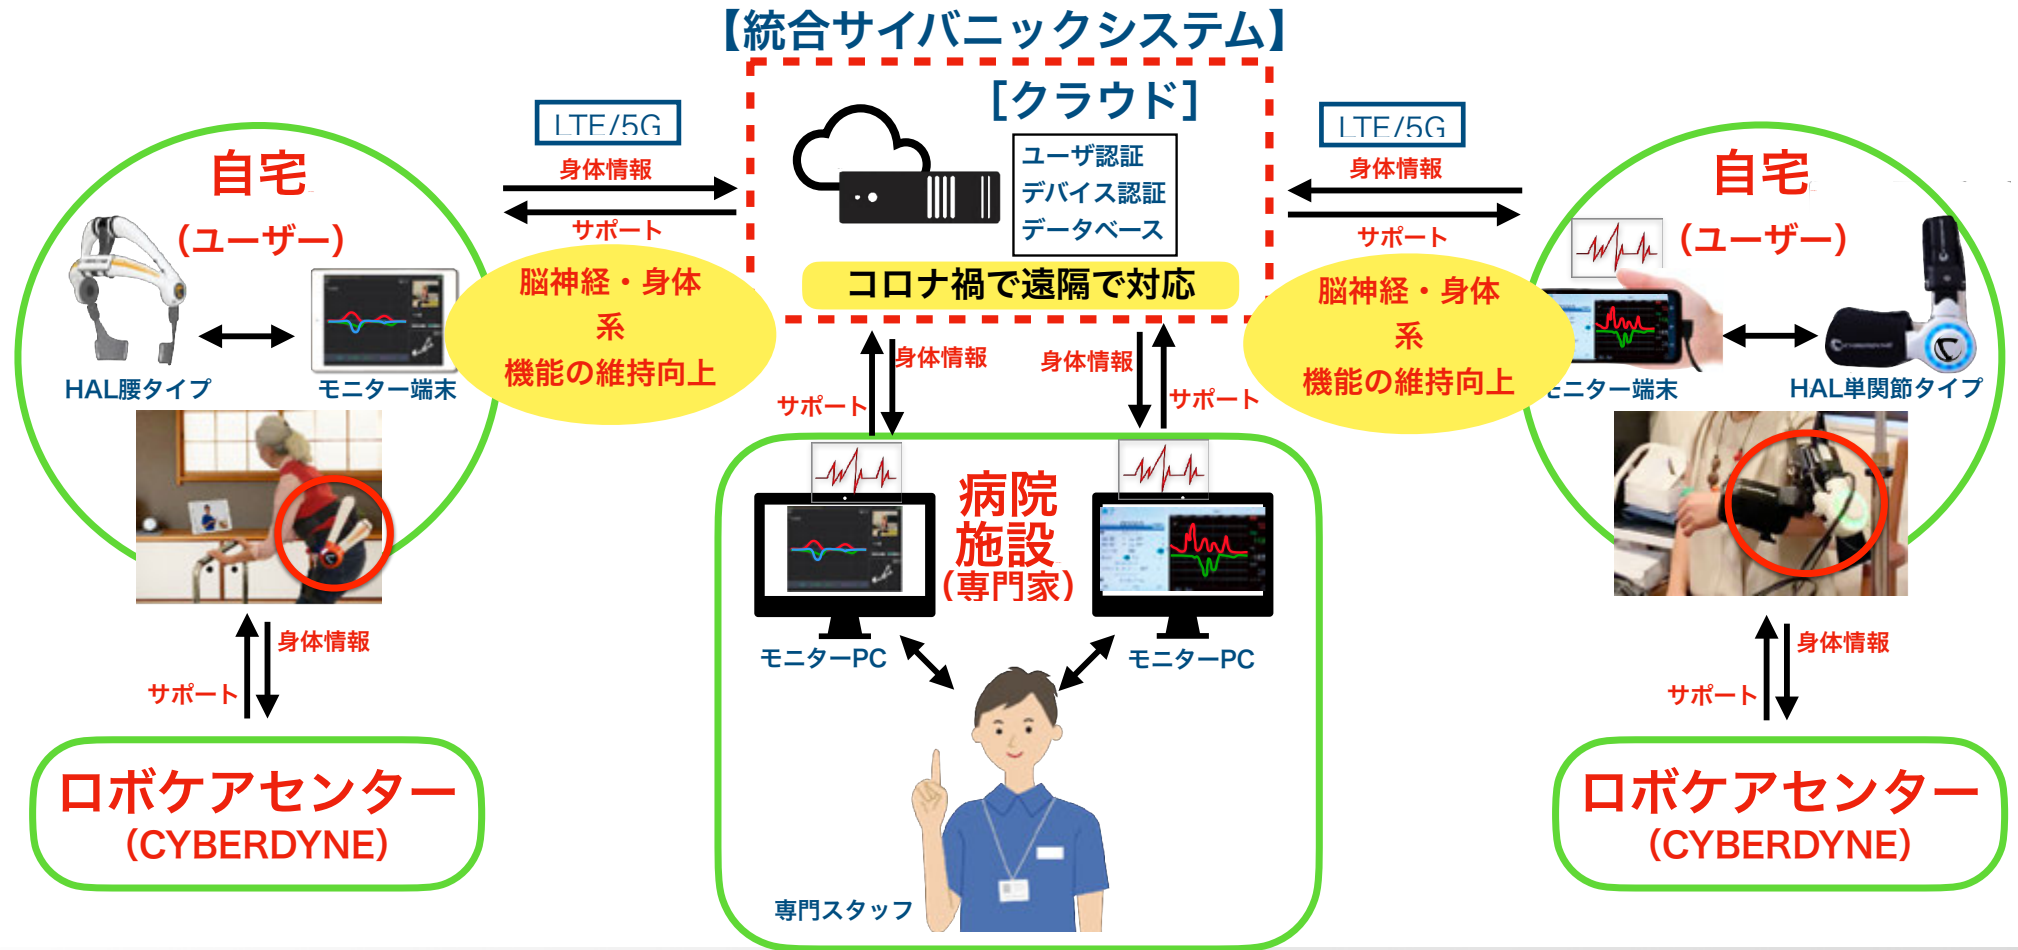 【統合サイバニックシステム】
［クラウド］
ユーザ認証
デバイス認証
データベース
コロナ禍で遠隔で対応
LTE/5G
身体情報
サポート
脳神経・身体
系
機能の維持向上
自宅
（ユーザー）
HAL腰タイプ
モニター端末
身体情報
サポート
ロボケアセンター
（CYBERDYNE）
サポート
身体情報
身体情報
サポート
病院
施設
（専門家）
モニターPC
モニターPC
専門スタッフ
LTE/5G
身体情報
サポート
脳神経・身体
系
機能の維持向上
自宅
（ユーザー）
モニター端末
HAL単関節タイプ
身体情報
サポート
ロボケアセンター
（CYBERDYNE）